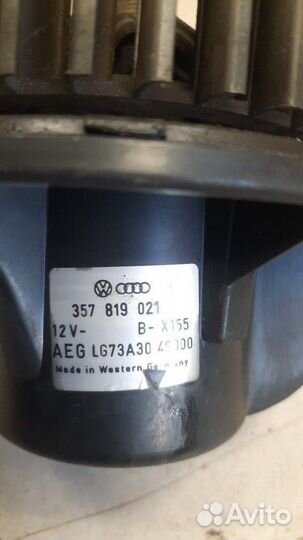 357 819 021
12V- B- X155
AEG LG73A30 49000
Made in Western Germany
Avito